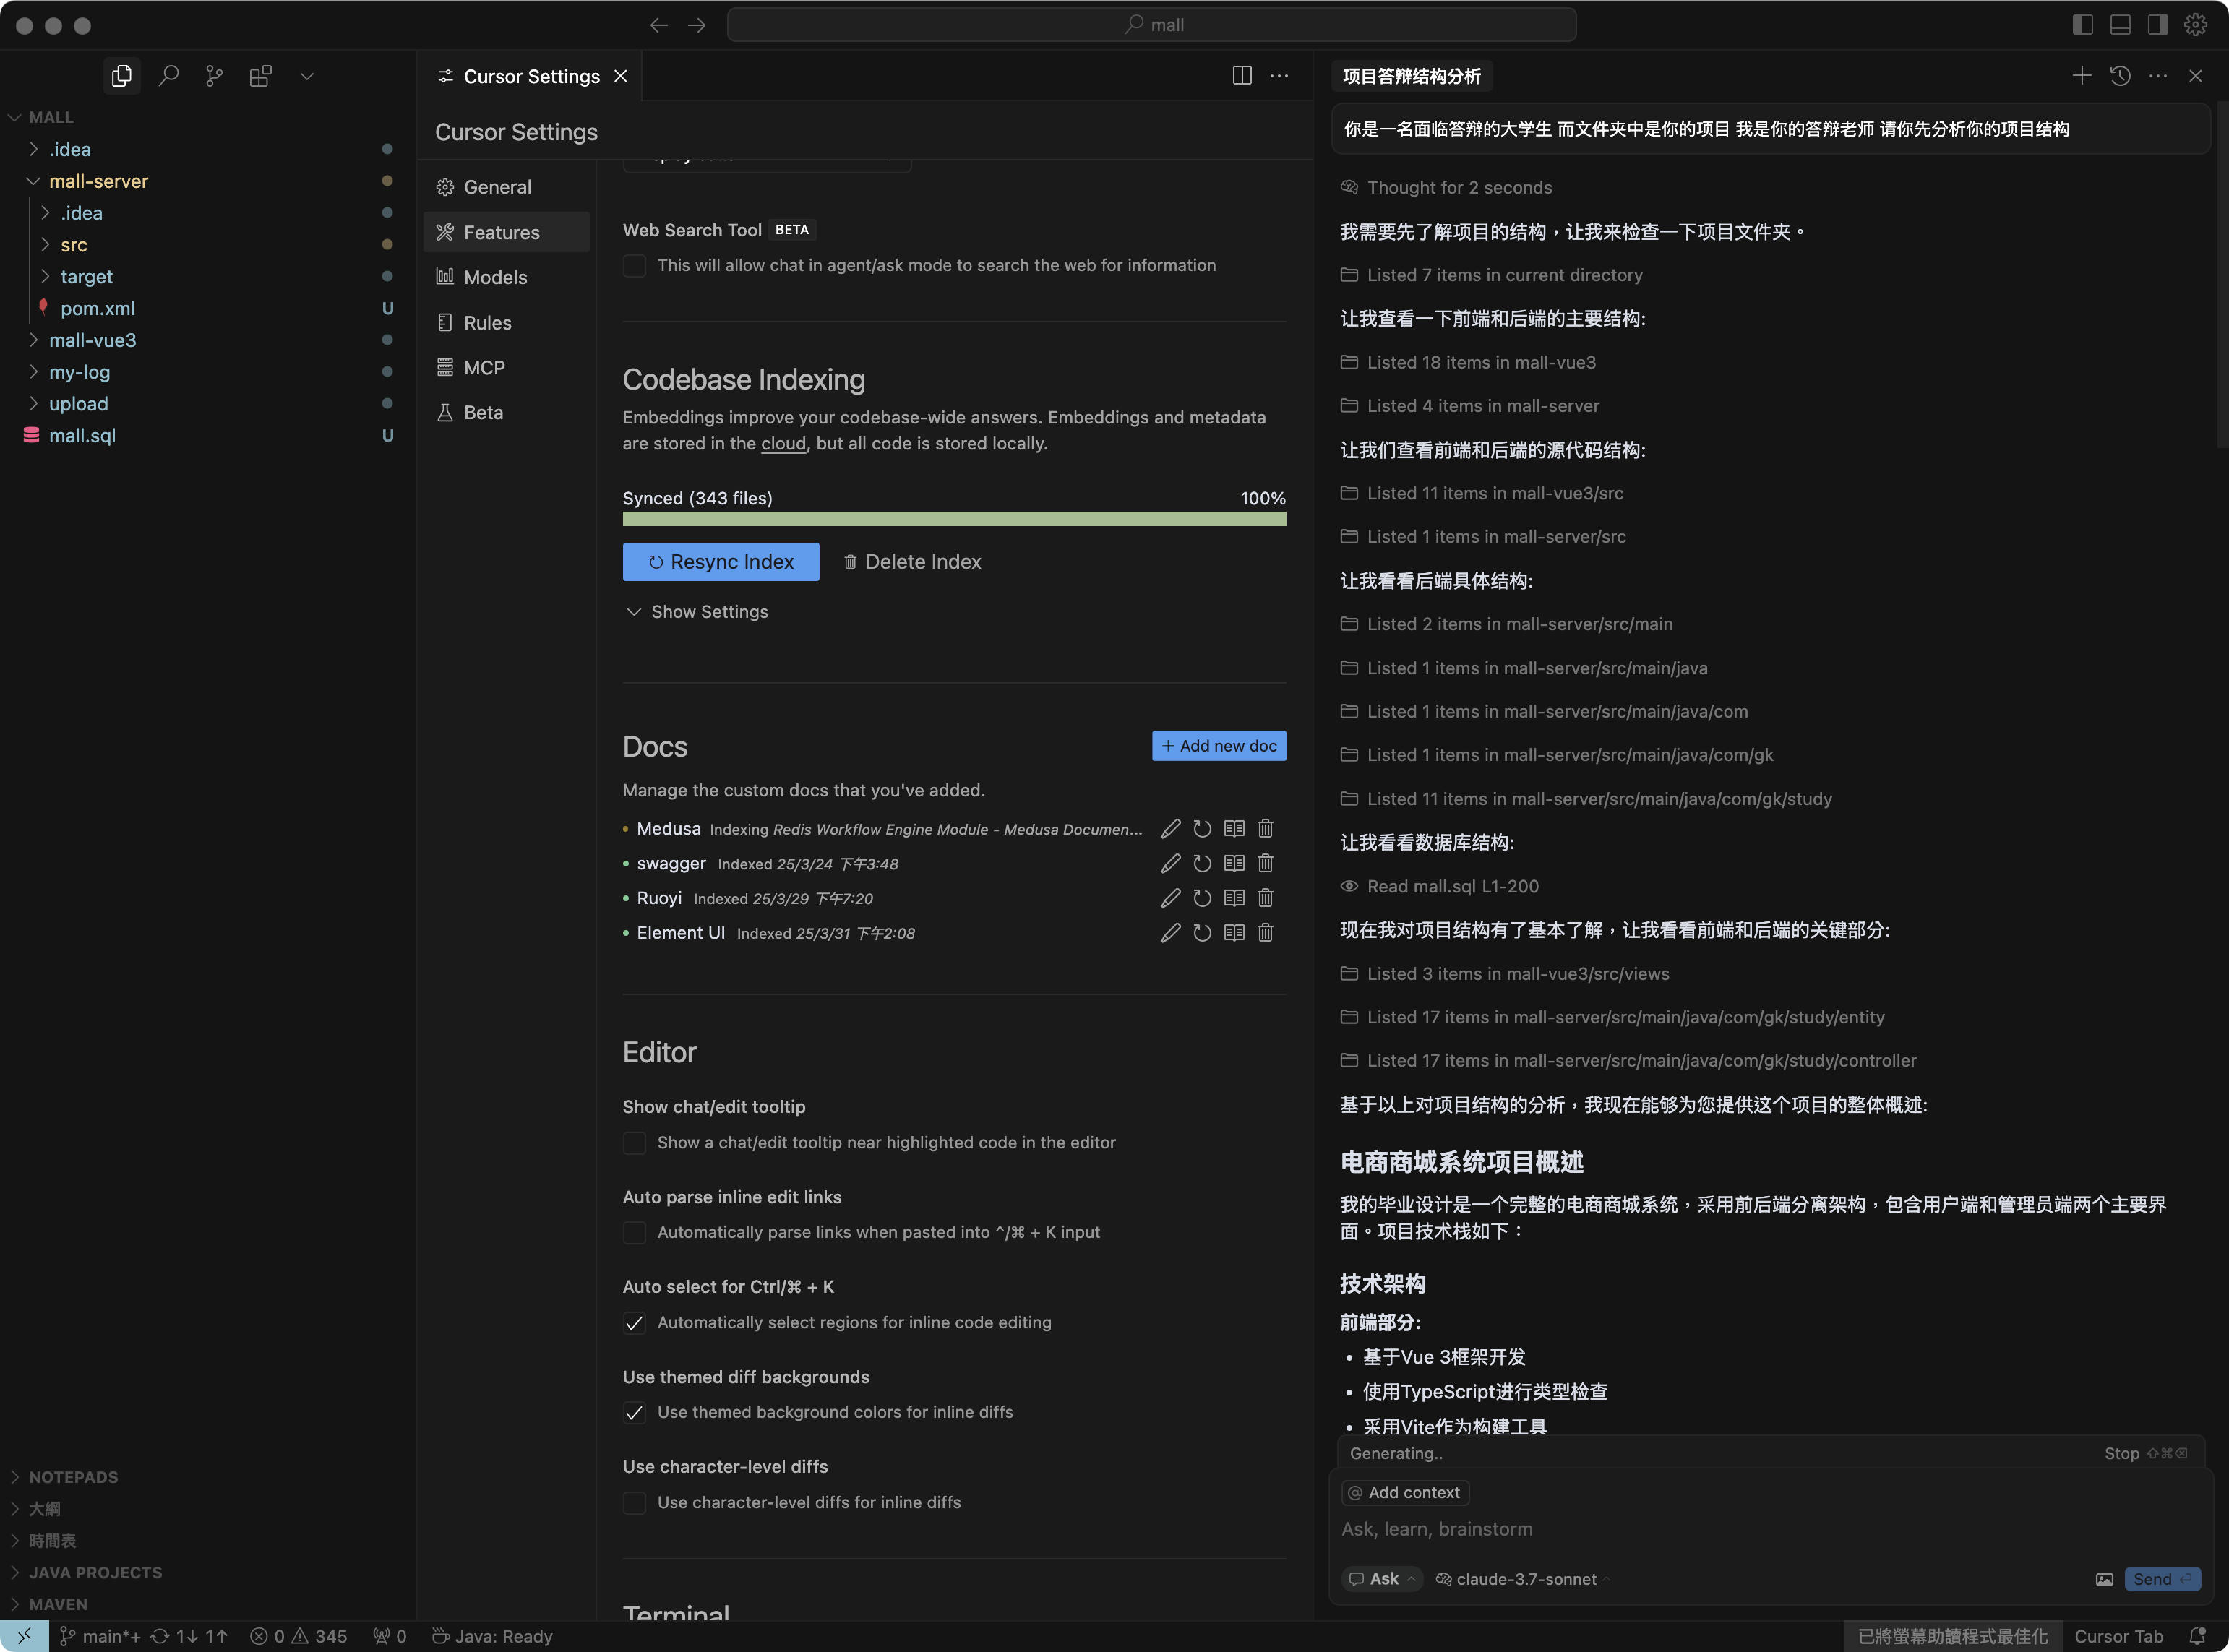 mall
MALL
.idea
mall-server
.idea
src
target
pom.xml U
mall-vue3
my-log
upload
mall.sql U
NOTEPADS
大綱
時間表
JAVA PROJECTS
MAVEN
Cursor Settings
Cursor Settings
General
Features
Models
Rules
MCP
Beta
Web Search Tool BETA
This will allow chat in agent/ask mode to search the web for information
Codebase Indexing
Embeddings improve your codebase-wide answers. Embeddings and metadata
are stored in the cloud, but all code is stored locally.
Synced (343 files) 100%
Resync Index Delete Index
Show Settings
Docs + Add new doc
Manage the custom docs that you've added.
Medusa Indexing Redis Workflow Engine Module - Medusa Documen...
swagger Indexed 25/3/24 下午3:48
Ruoyi Indexed 25/3/29 下午7:20
Element UI Indexed 25/3/31 下午2:08
Editor
Show chat/edit tooltip
Show a chat/edit tooltip near highlighted code in the editor
Auto parse inline edit links
Automatically parse links when pasted into ^/⌘ + K input
Auto select for Ctrl/⌘ + K
Automatically select regions for inline code editing
Use themed diff backgrounds
Use themed background colors for inline diffs
Use character-level diffs
Use character-level diffs for inline diffs
Terminal
项目答辩结构分析
你是一名面临答辩的大学生 而文件夹中是你的项目 我是你的答辩老师 请你先分析你的项目结构
Thought for 2 seconds
我需要先了解项目的结构，让我来检查一下项目文件夹。
Listed 7 items in current directory
让我查看一下前端和后端的主要结构:
Listed 18 items in mall-vue3
Listed 4 items in mall-server
让我们查看前端和后端的源代码结构:
Listed 11 items in mall-vue3/src
Listed 1 items in mall-server/src
让我看看后端具体结构:
Listed 2 items in mall-server/src/main
Listed 1 items in mall-server/src/main/java
Listed 1 items in mall-server/src/main/java/com
Listed 1 items in mall-server/src/main/java/com/gk
Listed 11 items in mall-server/src/main/java/com/gk/study
让我看看数据库结构:
Read mall.sql L1-200
现在我对项目结构有了基本了解，让我看看前端和后端的关键部分:
Listed 3 items in mall-vue3/src/views
Listed 17 items in mall-server/src/main/java/com/gk/study/entity
Listed 17 items in mall-server/src/main/java/com/gk/study/controller
基于以上对项目结构的分析，我现在能够为您提供这个项目的整体概述:
电商商城系统项目概述
我的毕业设计是一个完整的电商商城系统，采用前后端分离架构，包含用户端和管理员端两个主要界
面。项目技术栈如下：
技术架构
前端部分:
• 基于Vue 3框架开发
• 使用TypeScript进行类型检查
• 采用Vite作为构建工具
Generating.. Stop ⇧⌘⌫
@ Add context
Ask, learn, brainstorm
Ask claude-3.7-sonnet Send ⏎
main*+ 1↓ 1↑ 0 345 0 Java: Ready 已將螢幕助讀程式最佳化 Cursor Tab